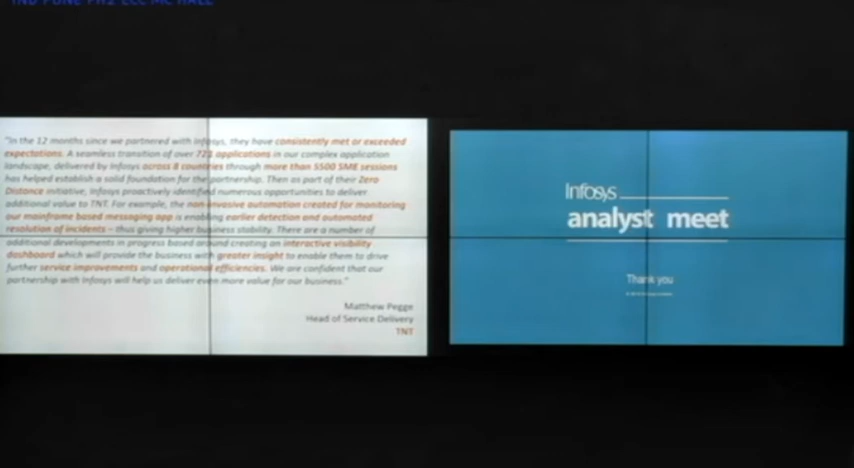 IND PUNE PH2 ECC MC HALL
"In the 12 months since we partnered with Infosys, they have consistently met or exceeded
expectations. A seamless transition of over 721 applications in our complex application
landscape, delivered by Infosys across 8 countries through more than 5500 SME sessions
has helped establish a solid foundation for the partnership. Then as part of their Zero
Distance initiative, Infosys proactively identified numerous opportunities to deliver
additional value to TNT. For example, the non-invasive automation created for monitoring
our mainframe based messaging app is enabling earlier detection and automated
resolution of incidents – thus giving higher business stability. There are a number of
additional developments in progress based around creating an interactive visibility
dashboard which will provide the business with greater insight to enable them to drive
further service improvements and operational efficiencies. We are confident that our
partnership with Infosys will help us deliver even more value for our business."
Matthew Pegge
Head of Service Delivery
TNT
Infosys
analyst meet
Thank you